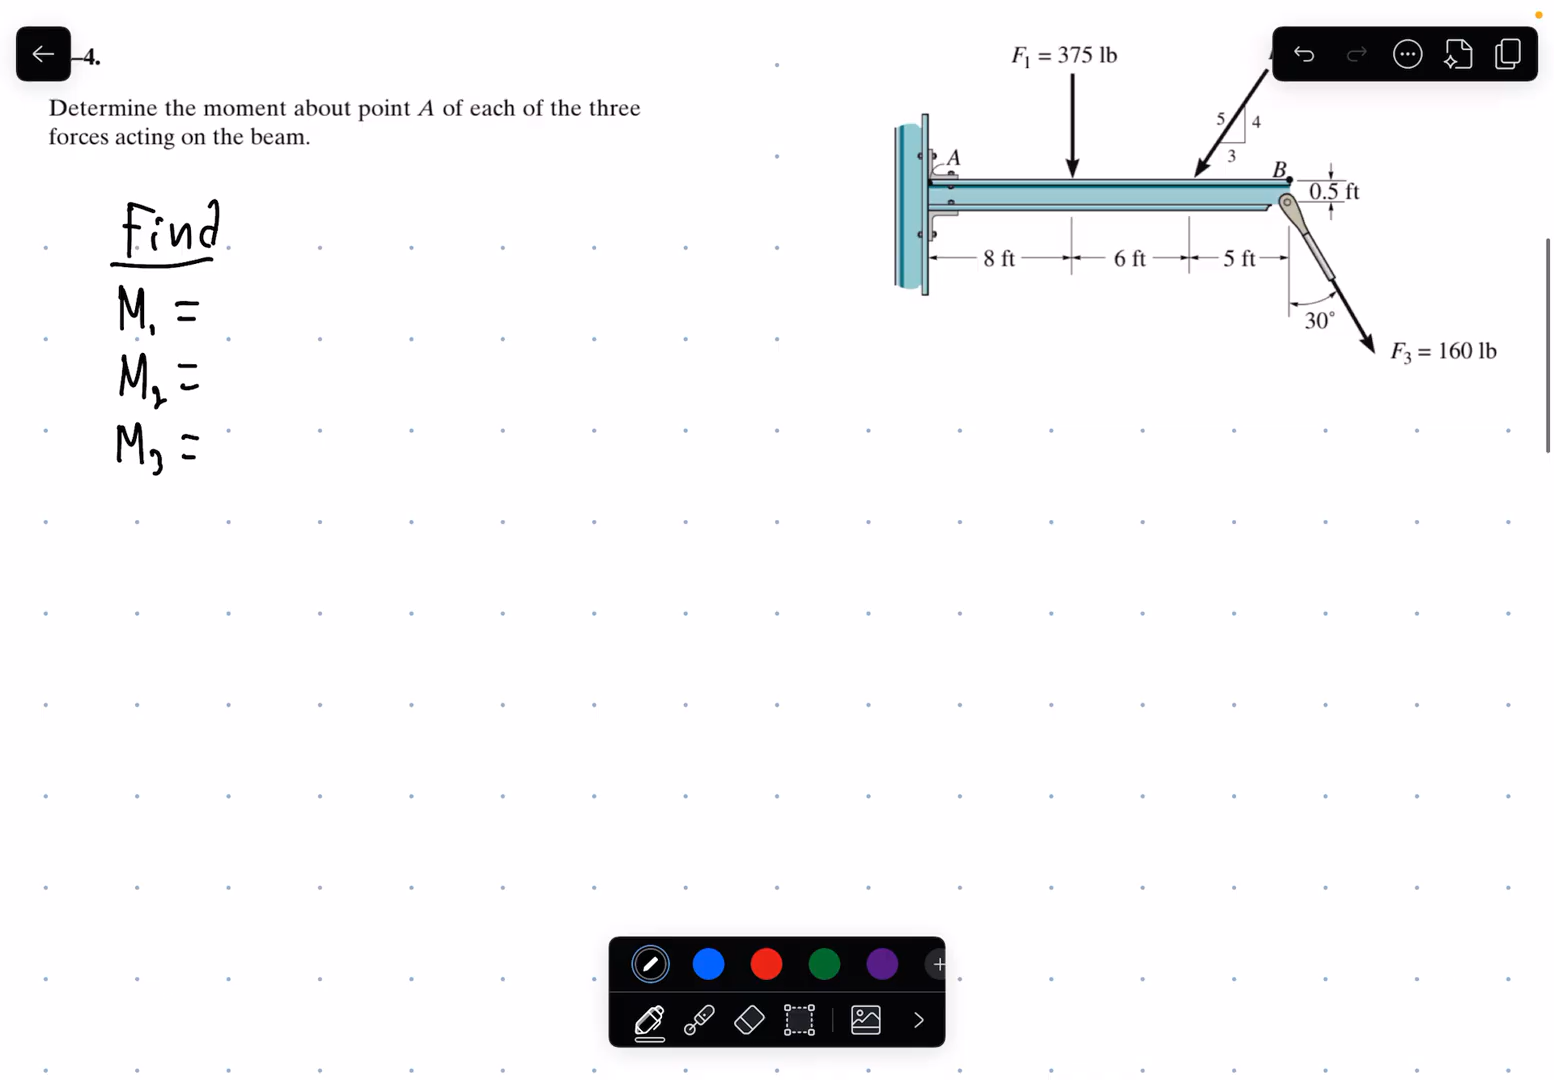 –4.
Determine the moment about point A of each of the three
forces acting on the beam.
Find
M₁ =
M₂ =
M₃ =
F₁ = 375 lb
5
4
3
A
B
0.5 ft
8 ft
6 ft
5 ft
30°
F₃ = 160 lb